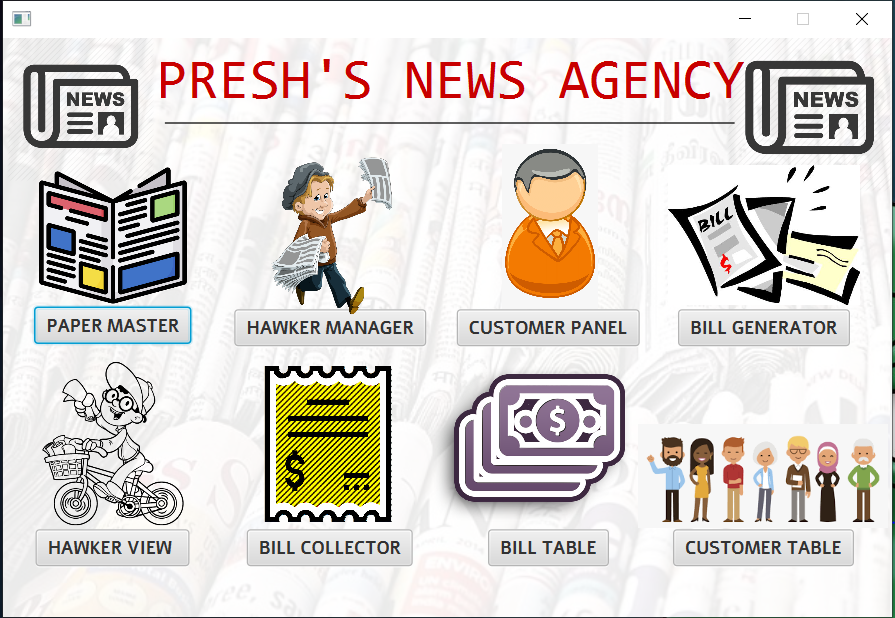 PRESH'S NEWS AGENCY
NEWS
NEWS
BILL
$
PAPER MASTER
HAWKER MANAGER
CUSTOMER PANEL
BILL GENERATOR
$
$
HAWKER VIEW
BILL COLLECTOR
BILL TABLE
CUSTOMER TABLE